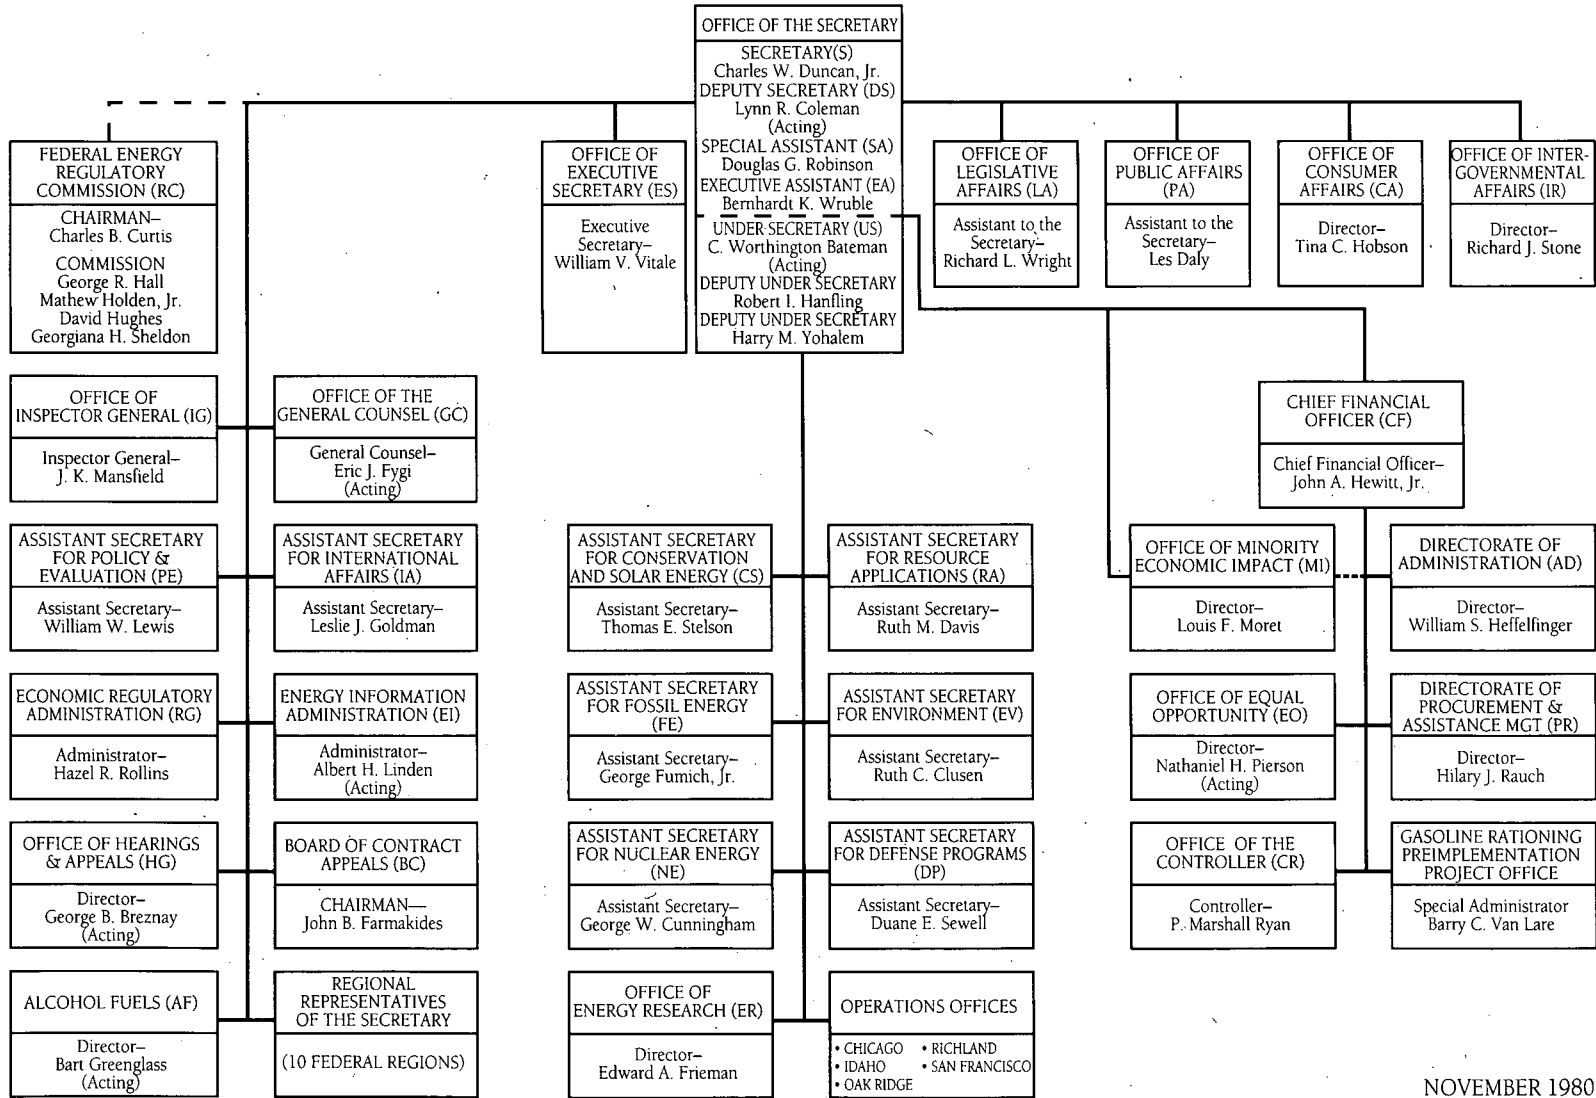 OFFICE OF THE SECRETARY
SECRETARY(S)
Charles W. Duncan, Jr.
DEPUTY SECRETARY (DS)
Lynn R. Coleman
(Acting)
SPECIAL ASSISTANT (SA)
Douglas G. Robinson
EXECUTIVE ASSISTANT (EA)
Bernhardt K. Wruble
UNDER SECRETARY (US)
C. Worthington Bateman
(Acting)
DEPUTY UNDER SECRETARY
Robert I. Hanfling
DEPUTY UNDER SECRETARY
Harry M. Yohalem
FEDERAL ENERGY
REGULATORY
COMMISSION (RC)
CHAIRMAN–
Charles B. Curtis
COMMISSION
George R. Hall
Mathew Holden, Jr.
David Hughes
Georgiana H. Sheldon
OFFICE OF
EXECUTIVE
SECRETARY (ES)
Executive
Secretary–
William V. Vitale
OFFICE OF
LEGISLATIVE
AFFAIRS (LA)
Assistant to the
Secretary–
Richard L. Wright
OFFICE OF
PUBLIC AFFAIRS
(PA)
Assistant to the
Secretary–
Les Daly
OFFICE OF
CONSUMER
AFFAIRS (CA)
Director–
Tina C. Hobson
OFFICE OF INTER-
GOVERNMENTAL
AFFAIRS (IR)
Director–
Richard J. Stone
OFFICE OF
INSPECTOR GENERAL (IG)
Inspector General–
J. K. Mansfield
OFFICE OF THE
GENERAL COUNSEL (GC)
General Counsel–
Eric J. Fygi
(Acting)
CHIEF FINANCIAL
OFFICER (CF)
Chief Financial Officer–
John A. Hewitt, Jr.
ASSISTANT SECRETARY
FOR POLICY &
EVALUATION (PE)
Assistant Secretary–
William W. Lewis
ASSISTANT SECRETARY
FOR INTERNATIONAL
AFFAIRS (IA)
Assistant Secretary–
Leslie J. Goldman
ASSISTANT SECRETARY
FOR CONSERVATION
AND SOLAR ENERGY (CS)
Assistant Secretary–
Thomas E. Stelson
ASSISTANT SECRETARY
FOR RESOURCE
APPLICATIONS (RA)
Assistant Secretary–
Ruth M. Davis
OFFICE OF MINORITY
ECONOMIC IMPACT (MI)
Director–
Louis F. Moret
DIRECTORATE OF
ADMINISTRATION (AD)
Director–
William S. Heffelfinger
ECONOMIC REGULATORY
ADMINISTRATION (RG)
Administrator–
Hazel R. Rollins
ENERGY INFORMATION
ADMINISTRATION (EI)
Administrator–
Albert H. Linden
(Acting)
ASSISTANT SECRETARY
FOR FOSSIL ENERGY
(FE)
Assistant Secretary–
George Fumich, Jr.
ASSISTANT SECRETARY
FOR ENVIRONMENT (EV)
Assistant Secretary–
Ruth C. Clusen
OFFICE OF EQUAL
OPPORTUNITY (EO)
Director–
Nathaniel H. Pierson
(Acting)
DIRECTORATE OF
PROCUREMENT &
ASSISTANCE MGT (PR)
Director–
Hilary J. Rauch
OFFICE OF HEARINGS
& APPEALS (HG)
Director–
George B. Breznay
(Acting)
BOARD OF CONTRACT
APPEALS (BC)
CHAIRMAN—
John B. Farmakides
ASSISTANT SECRETARY
FOR NUCLEAR ENERGY
(NE)
Assistant Secretary–
George W. Cunningham
ASSISTANT SECRETARY
FOR DEFENSE PROGRAMS
(DP)
Assistant Secretary–
Duane E. Sewell
OFFICE OF THE
CONTROLLER (CR)
Controller–
P. Marshall Ryan
GASOLINE RATIONING
PREIMPLEMENTATION
PROJECT OFFICE
Special Administrator
Barry C. Van Lare
ALCOHOL FUELS (AF)
Director–
Bart Greenglass
(Acting)
REGIONAL
REPRESENTATIVES
OF THE SECRETARY
(10 FEDERAL REGIONS)
OFFICE OF
ENERGY RESEARCH (ER)
Director–
Edward A. Frieman
OPERATIONS OFFICES
• CHICAGO • RICHLAND
• IDAHO • SAN FRANCISCO
• OAK RIDGE
NOVEMBER 1980